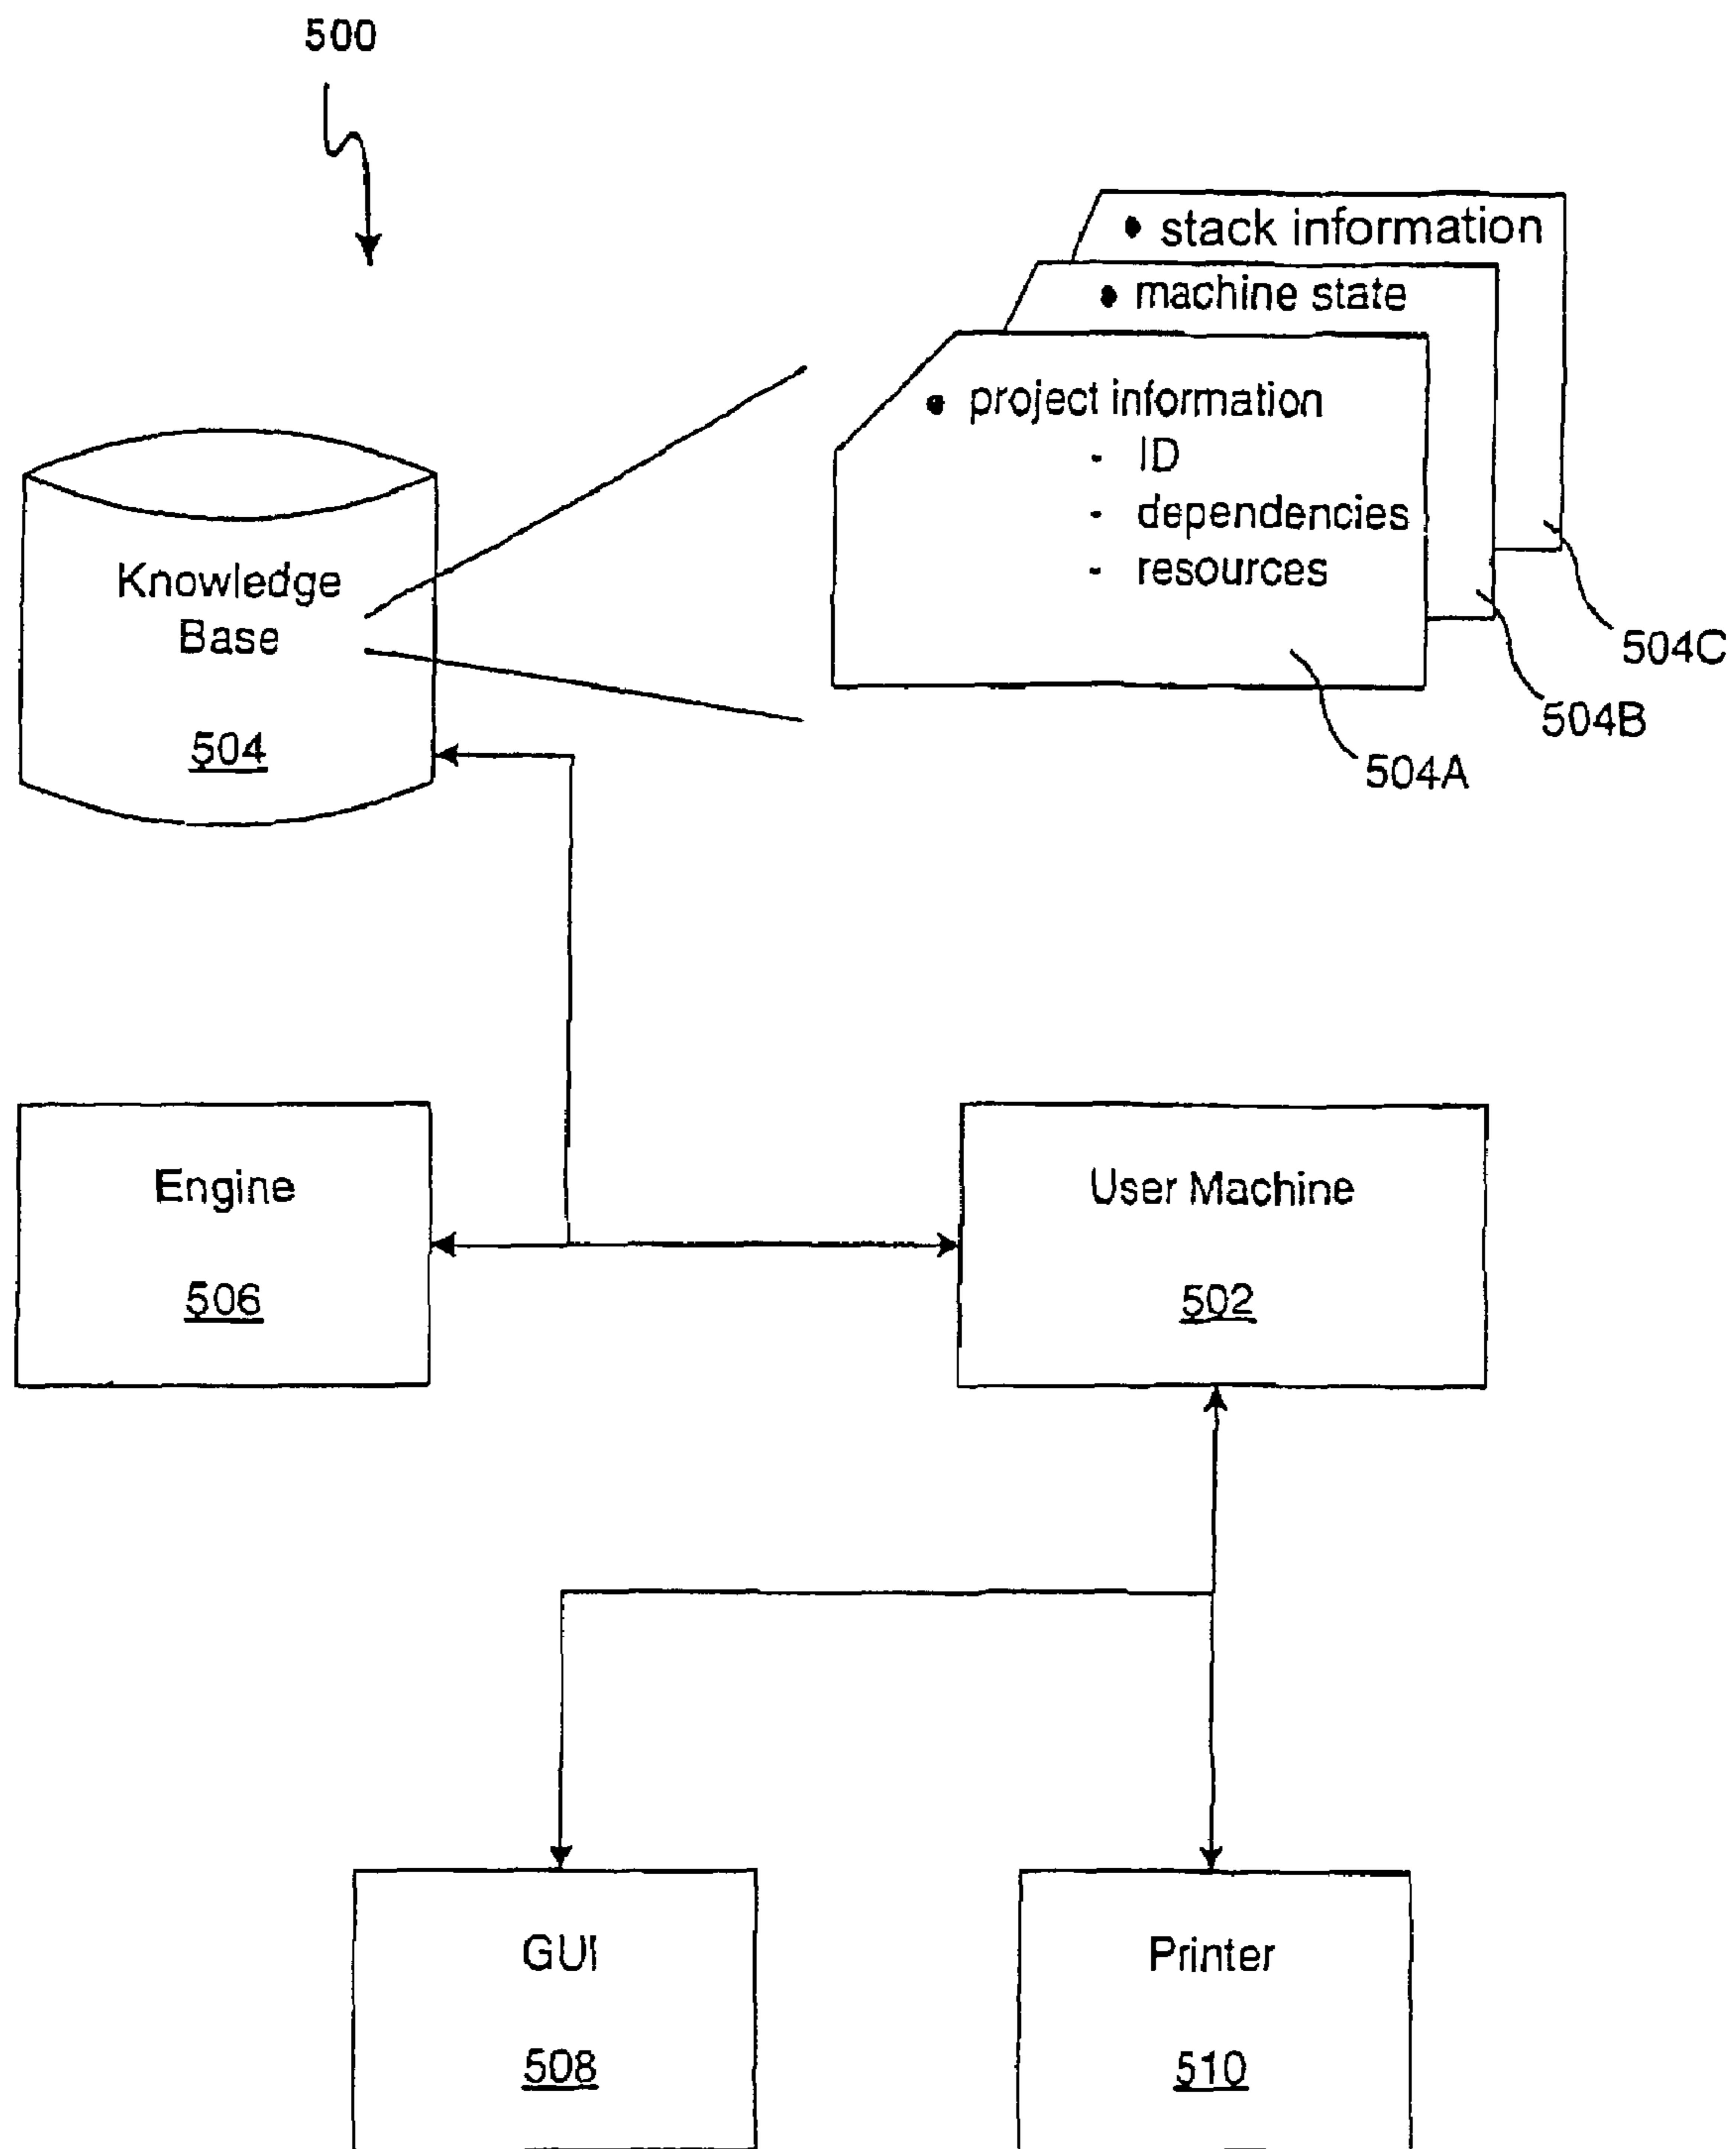 500
• stack information
• machine state
• project information
- ID
- dependencies
- resources
504C
504B
504A
Knowledge
Base
504
Engine
506
User Machine
502
GUI
508
Printer
510